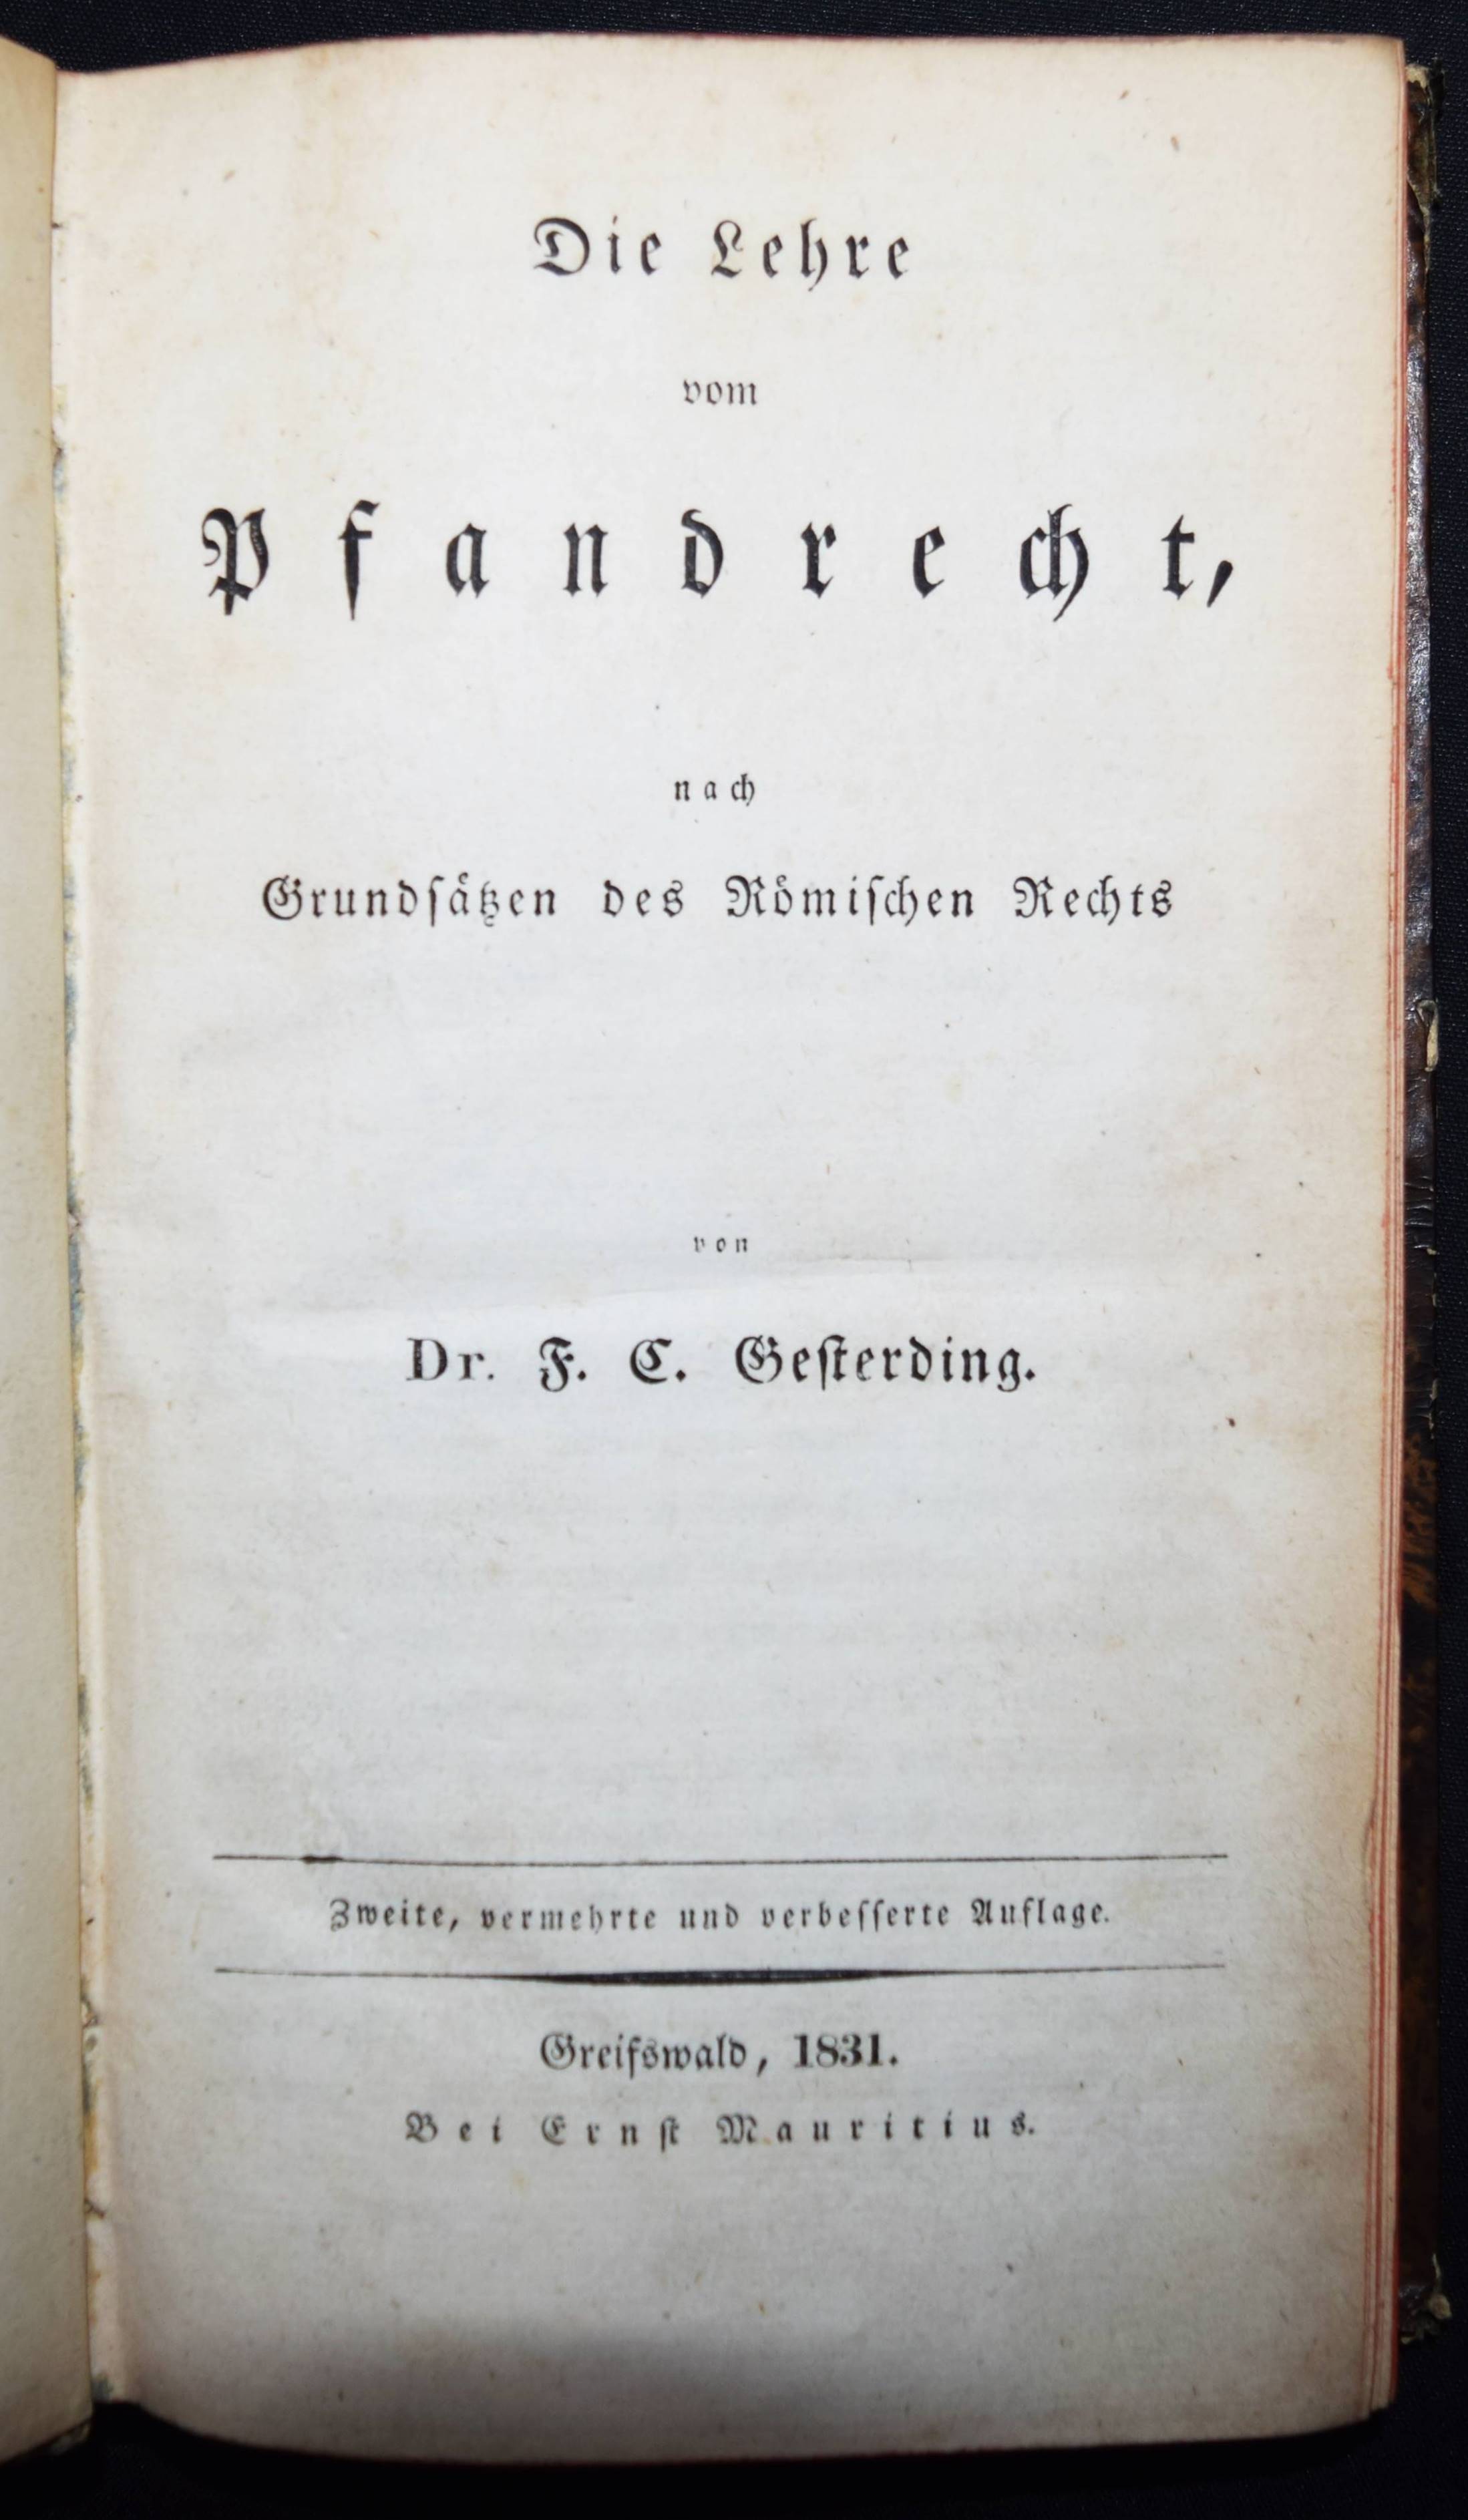 Die Lehre
vom
Pfandrecht,
nach
Grundſätzen des Römiſchen Rechts
von
Dr. F. C. Geſterding.
Zweite, vermehrte und verbeſſerte Auflage.
Greifswald, 1831.
Bei Ernſt Mauritius.